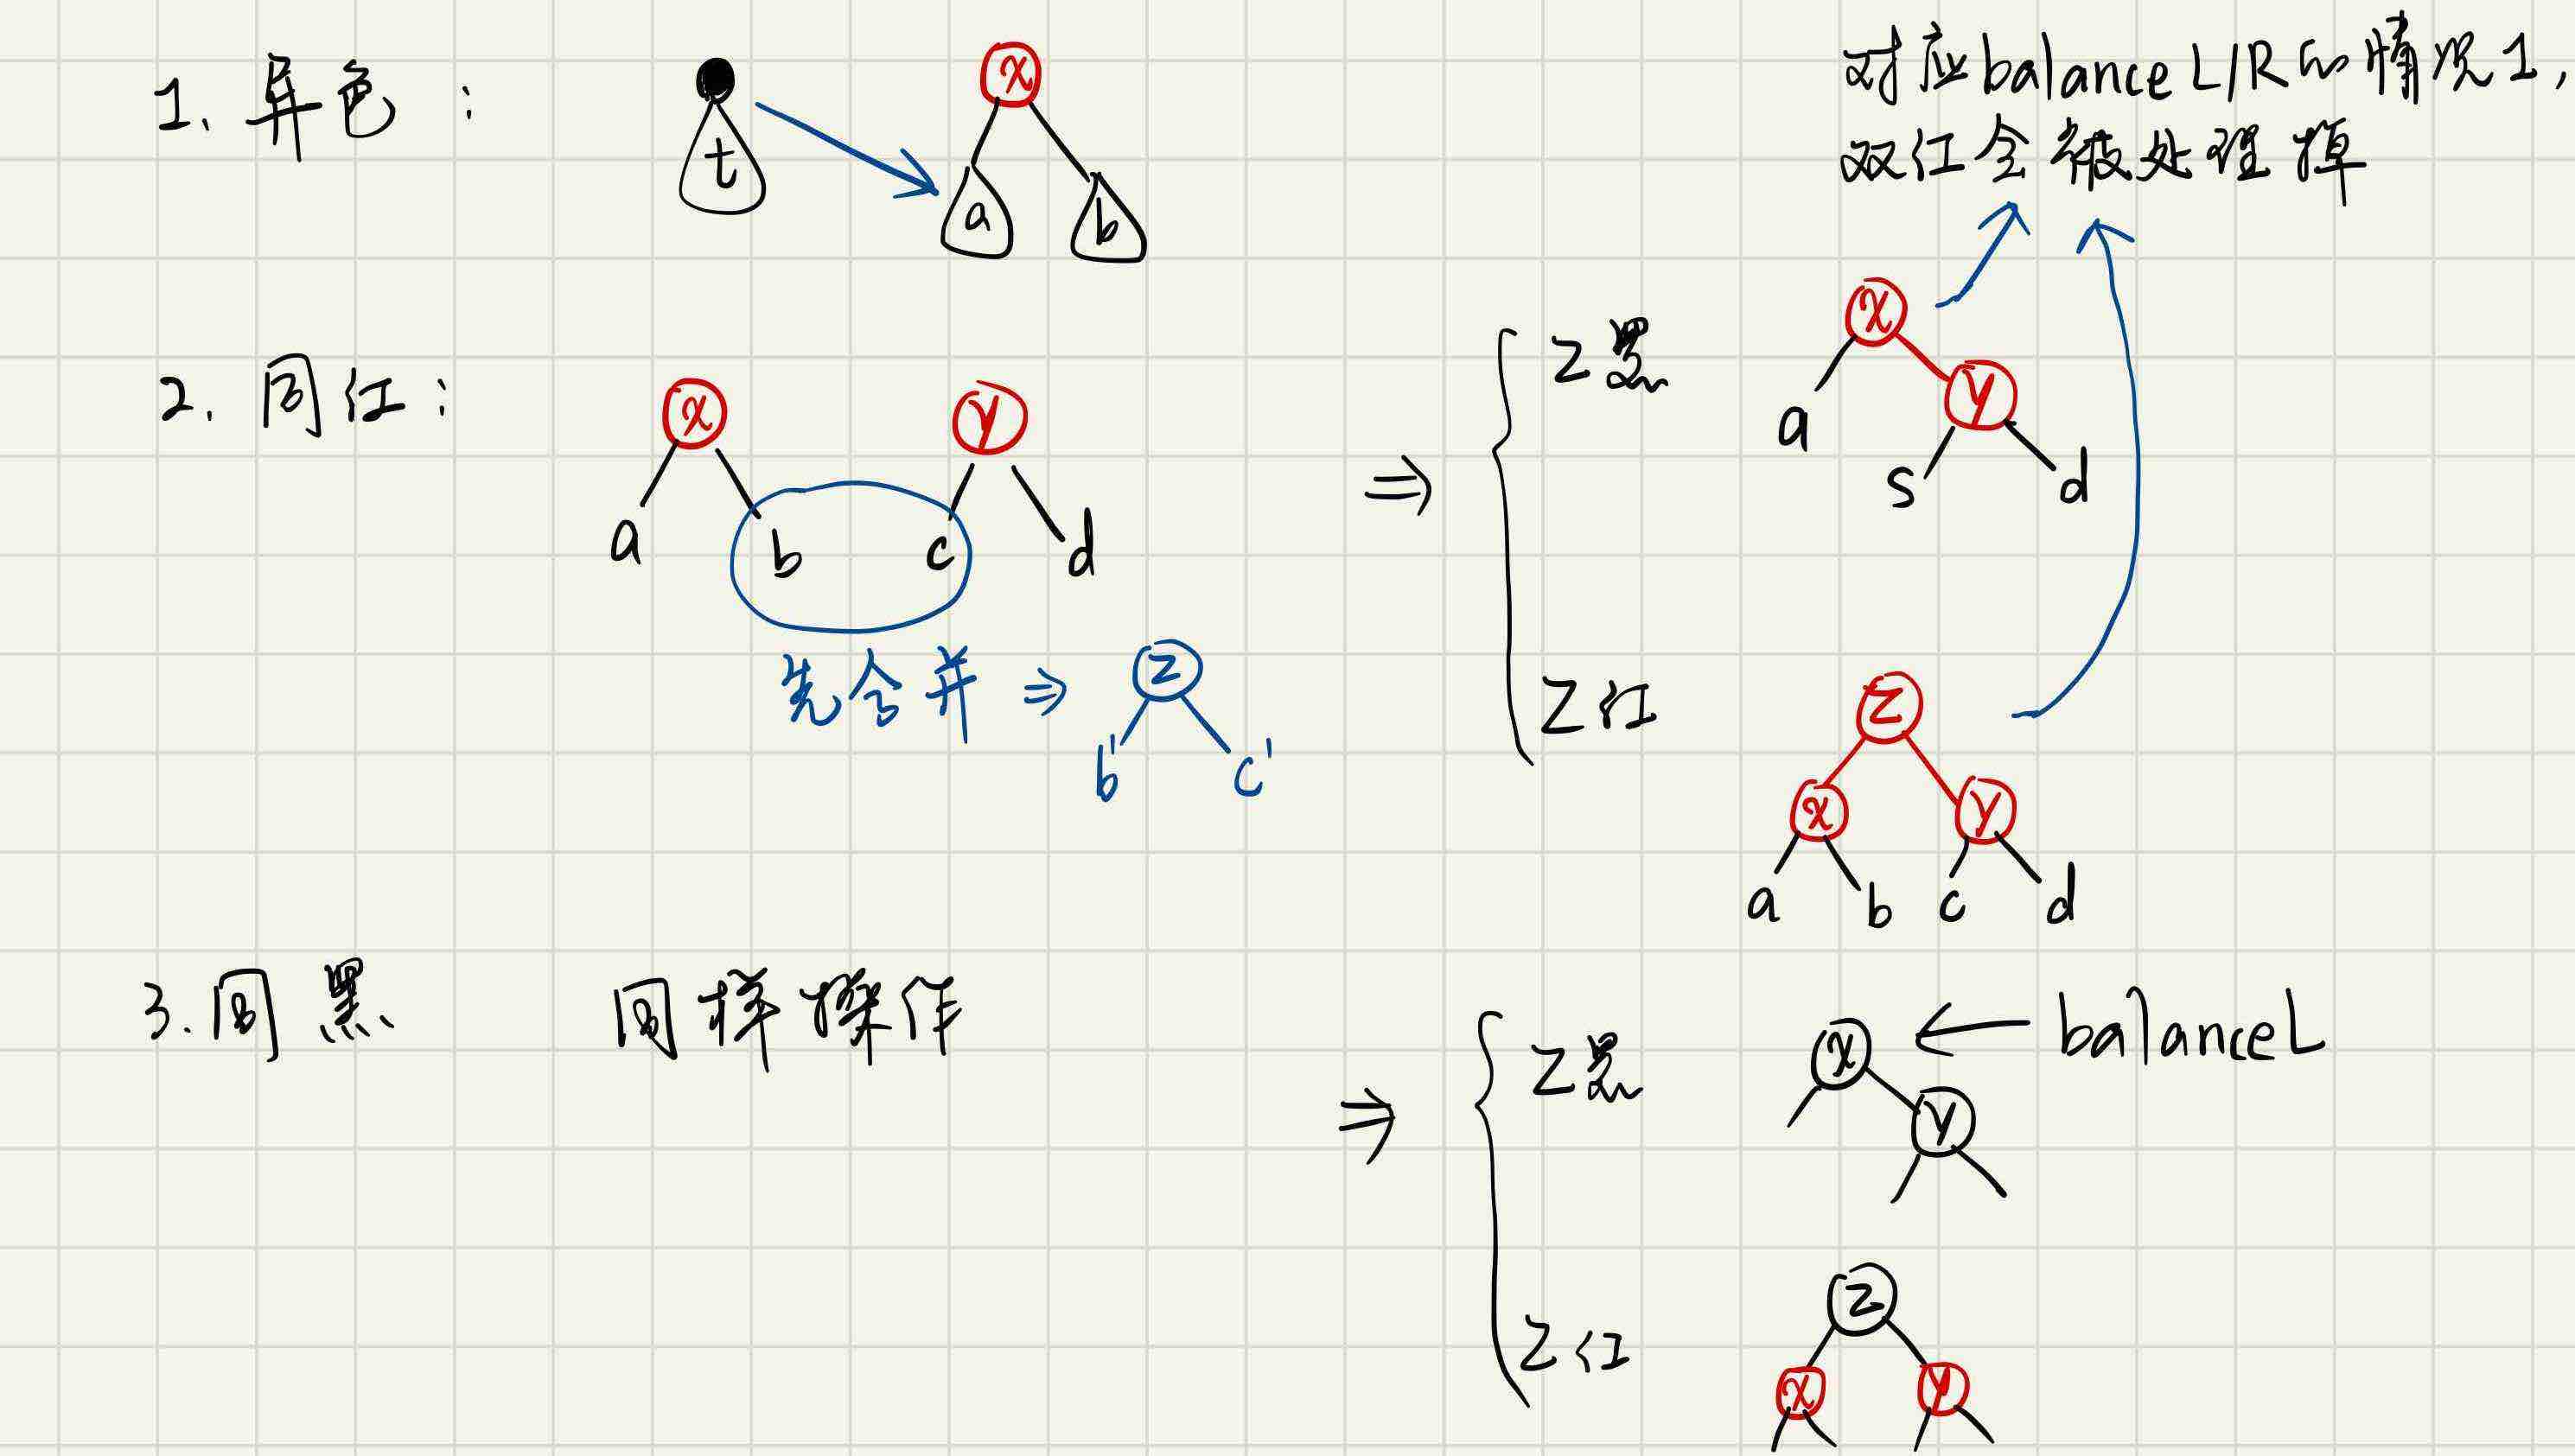 1. 异色:
t
x
a
b
对应balance L/R的情况1,
双红会被处理掉
2. 同红:
x
y
a
b
c
d
先合并 ⇒
z
b'
c'
⇒
z黑
x
a
y
s
d
z红
z
x
y
a
b
c
d
3. 同黑
同样操作
⇒
z黑
x
← balanceL
y
z红
z
x
y